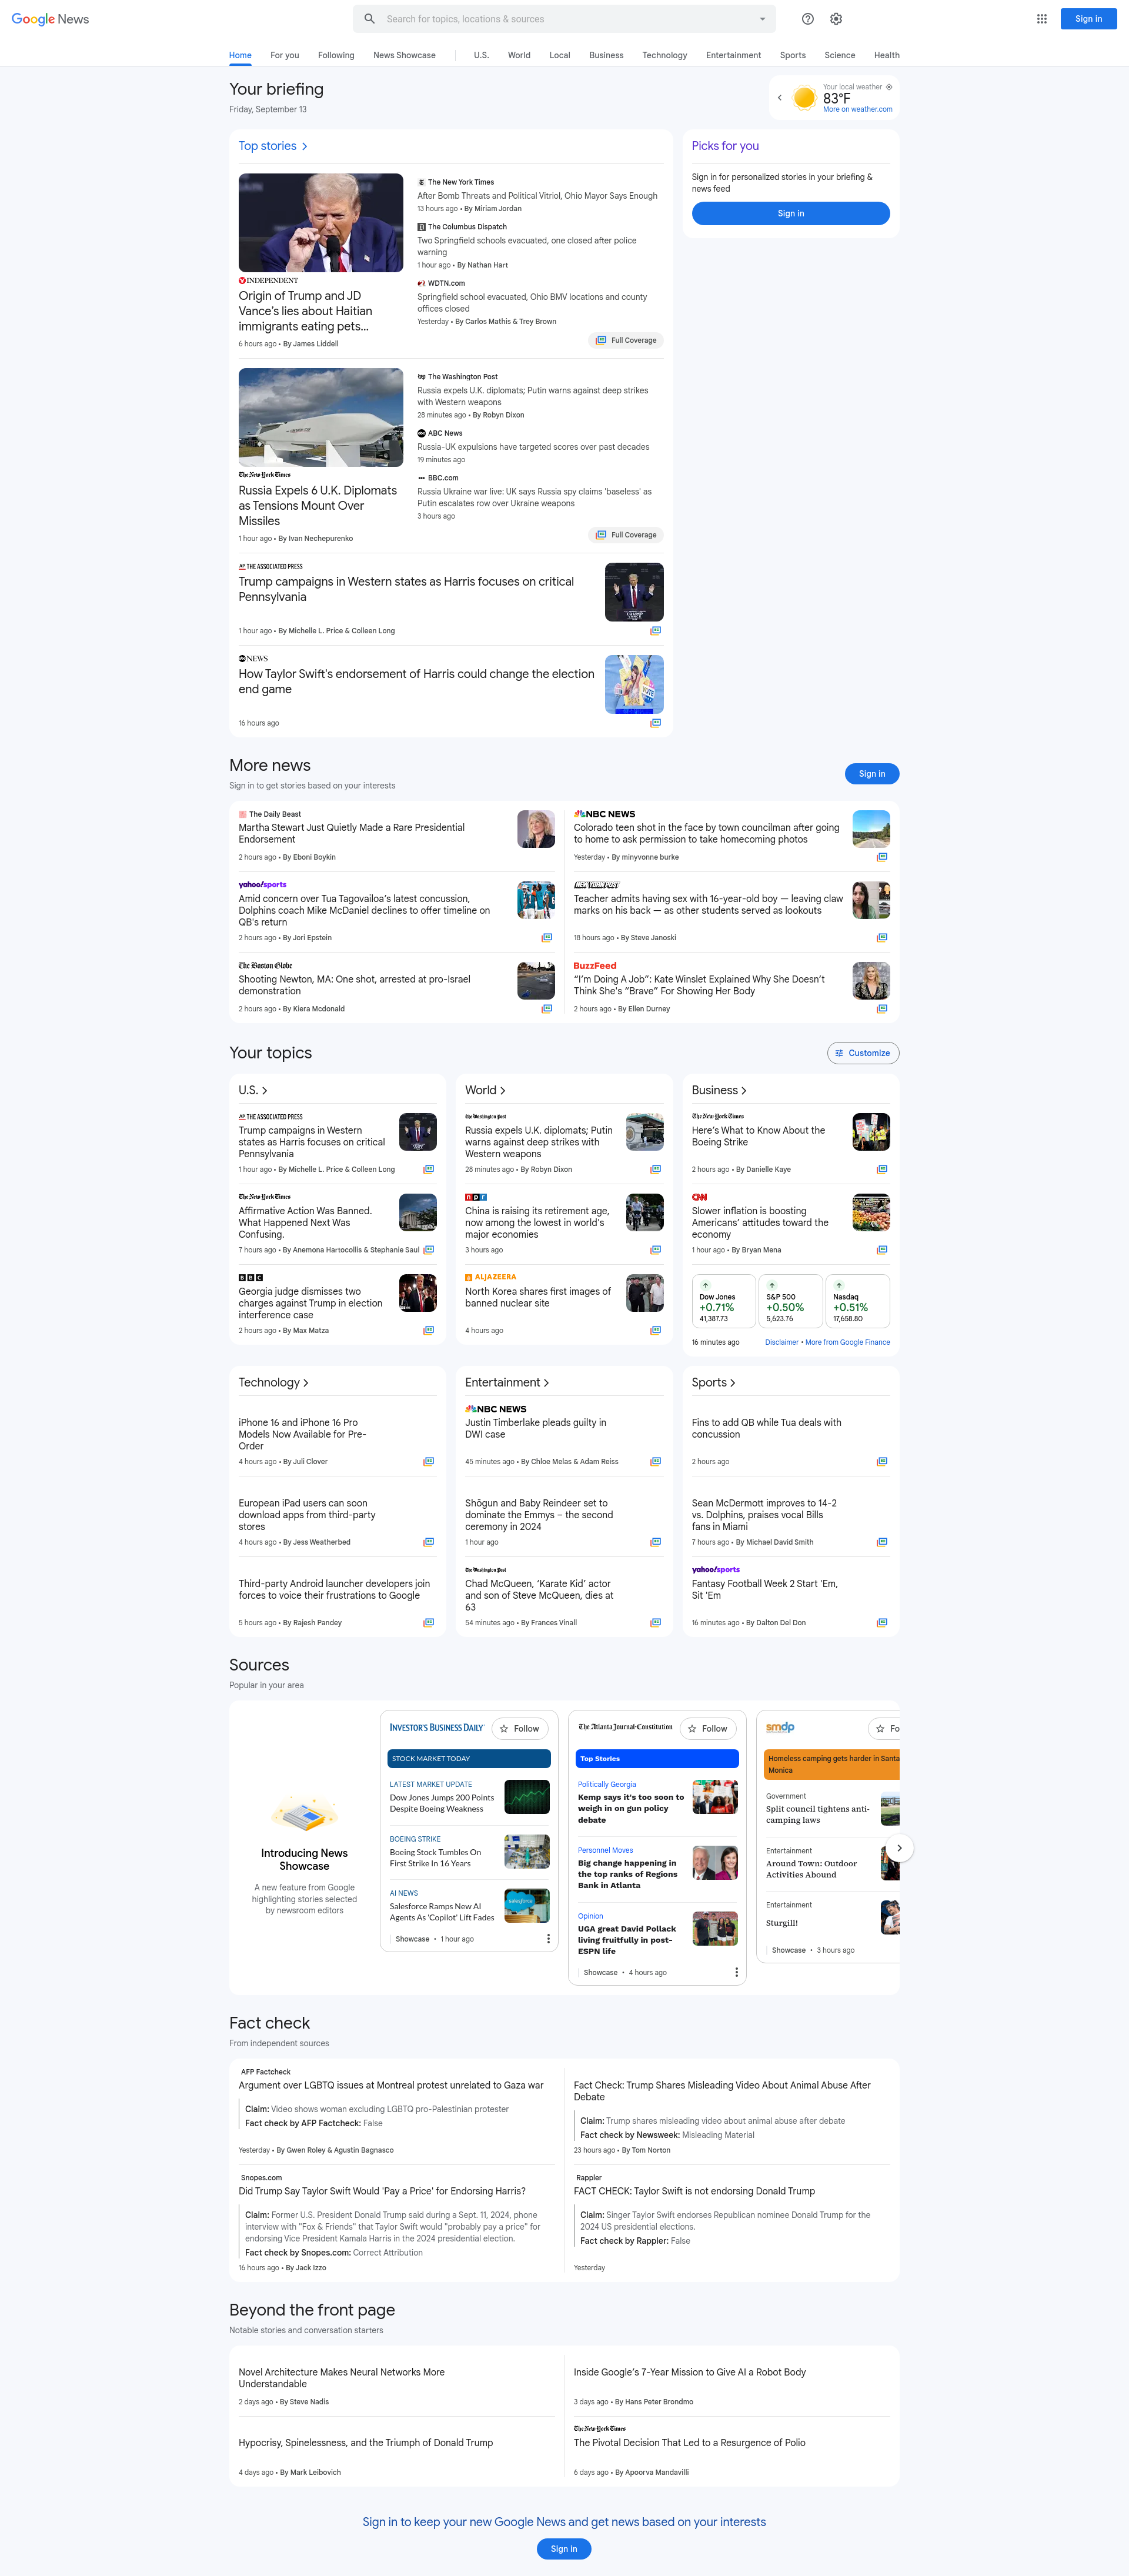 Google News
Search for topics, locations & sources
Sign in
Home
For you
Following
News Showcase
U.S.
World
Local
Business
Technology
Entertainment
Sports
Science
Health
Your briefing
Friday, September 13
Your local weather
83°F
More on weather.com
Top stories
INDEPENDENT
Origin of Trump and JD
Vance's lies about Haitian
immigrants eating pets...
6 hours ago • By James Liddell
The New York Times
After Bomb Threats and Political Vitriol, Ohio Mayor Says Enough
13 hours ago • By Miriam Jordan
The Columbus Dispatch
Two Springfield schools evacuated, one closed after police
warning
1 hour ago • By Nathan Hart
WDTN.com
Springfield school evacuated, Ohio BMV locations and county
offices closed
Yesterday • By Carlos Mathis & Trey Brown
Full Coverage
The New York Times
Russia Expels 6 U.K. Diplomats
as Tensions Mount Over
Missiles
1 hour ago • By Ivan Nechepurenko
The Washington Post
Russia expels U.K. diplomats; Putin warns against deep strikes
with Western weapons
28 minutes ago • By Robyn Dixon
ABC News
Russia-UK expulsions have targeted scores over past decades
19 minutes ago
BBC.com
Russia Ukraine war live: UK says Russia spy claims 'baseless' as
Putin escalates row over Ukraine weapons
3 hours ago
Full Coverage
AP THE ASSOCIATED PRESS
Trump campaigns in Western states as Harris focuses on critical
Pennsylvania
1 hour ago • By Michelle L. Price & Colleen Long
abc NEWS
How Taylor Swift's endorsement of Harris could change the election
end game
VOTE
16 hours ago
Picks for you
Sign in for personalized stories in your briefing &
news feed
Sign in
More news
Sign in to get stories based on your interests
Sign in
The Daily Beast
Martha Stewart Just Quietly Made a Rare Presidential
Endorsement
2 hours ago • By Eboni Boykin
yahoo!sports
Amid concern over Tua Tagovailoa's latest concussion,
Dolphins coach Mike McDaniel declines to offer timeline on
QB's return
2 hours ago • By Jori Epstein
The Boston Globe
Shooting Newton, MA: One shot, arrested at pro-Israel
demonstration
2 hours ago • By Kiera Mcdonald
NBC NEWS
Colorado teen shot in the face by town councilman after going
to home to ask permission to take homecoming photos
Yesterday • By minyvonne burke
NEW YORK POST
Teacher admits having sex with 16-year-old boy — leaving claw
marks on his back — as other students served as lookouts
18 hours ago • By Steve Janoski
BuzzFeed
“I’m Doing A Job”: Kate Winslet Explained Why She Doesn’t
Think She's “Brave” For Showing Her Body
2 hours ago • By Ellen Durney
Your topics
Customize
U.S.
AP THE ASSOCIATED PRESS
Trump campaigns in Western
states as Harris focuses on critical
Pennsylvania
1 hour ago • By Michelle L. Price & Colleen Long
The New York Times
Affirmative Action Was Banned.
What Happened Next Was
Confusing.
7 hours ago • By Anemona Hartocollis & Stephanie Saul
BBC
Georgia judge dismisses two
charges against Trump in election
interference case
2 hours ago • By Max Matza
World
The Washington Post
Russia expels U.K. diplomats; Putin
warns against deep strikes with
Western weapons
28 minutes ago • By Robyn Dixon
npr
China is raising its retirement age,
now among the lowest in world's
major economies
3 hours ago
ALJAZEERA
North Korea shares first images of
banned nuclear site
4 hours ago
Business
The New York Times
Here's What to Know About the
Boeing Strike
2 hours ago • By Danielle Kaye
CNN
Slower inflation is boosting
Americans’ attitudes toward the
economy
1 hour ago • By Bryan Mena
Dow Jones
+0.71%
41,387.73
S&P 500
+0.50%
5,623.76
Nasdaq
+0.51%
17,658.80
16 minutes ago
Disclaimer • More from Google Finance
Technology
iPhone 16 and iPhone 16 Pro
Models Now Available for Pre-
Order
4 hours ago • By Juli Clover
European iPad users can soon
download apps from third-party
stores
4 hours ago • By Jess Weatherbed
Third-party Android launcher developers join
forces to voice their frustrations to Google
5 hours ago • By Rajesh Pandey
Entertainment
NBC NEWS
Justin Timberlake pleads guilty in
DWI case
45 minutes ago • By Chloe Melas & Adam Reiss
Shōgun and Baby Reindeer set to
dominate the Emmys – the second
ceremony in 2024
1 hour ago
The Washington Post
Chad McQueen, ‘Karate Kid’ actor
and son of Steve McQueen, dies at
63
54 minutes ago • By Frances Vinall
Sports
Fins to add QB while Tua deals with
concussion
2 hours ago
Sean McDermott improves to 14-2
vs. Dolphins, praises vocal Bills
fans in Miami
7 hours ago • By Michael David Smith
yahoo!sports
Fantasy Football Week 2 Start 'Em,
Sit 'Em
16 minutes ago • By Dalton Del Don
Sources
Popular in your area
Introducing News
Showcase
A new feature from Google
highlighting stories selected
by newsroom editors
INVESTOR'S BUSINESS DAILY
Follow
STOCK MARKET TODAY
LATEST MARKET UPDATE
Dow Jones Jumps 200 Points
Despite Boeing Weakness
BOEING STRIKE
Boeing Stock Tumbles On
First Strike In 16 Years
AI NEWS
Salesforce Ramps New AI
Agents As 'Copilot' Lift Fades
salesforce
Showcase • 1 hour ago
The Atlanta Journal-Constitution
Follow
Top Stories
Politically Georgia
Kemp says it's too soon to
weigh in on gun policy
debate
Personnel Moves
Big change happening in
the top ranks of Regions
Bank in Atlanta
Opinion
UGA great David Pollack
living fruitfully in post-
ESPN life
Showcase • 4 hours ago
smdp
Fo
Homeless camping gets harder in Santa
Monica
Government
Split council tightens anti-
camping laws
Entertainment
Around Town: Outdoor
Activities Abound
Entertainment
Sturgill!
Showcase • 3 hours ago
Fact check
From independent sources
AFP Factcheck
Argument over LGBTQ issues at Montreal protest unrelated to Gaza war
Claim: Video shows woman excluding LGBTQ pro-Palestinian protester
Fact check by AFP Factcheck: False
Yesterday • By Gwen Roley & Agustin Bagnasco
Snopes.com
Did Trump Say Taylor Swift Would 'Pay a Price' for Endorsing Harris?
Claim: Former U.S. President Donald Trump said during a Sept. 11, 2024, phone
interview with "Fox & Friends" that Taylor Swift would "probably pay a price" for
endorsing Vice President Kamala Harris in the 2024 presidential election.
Fact check by Snopes.com: Correct Attribution
16 hours ago • By Jack Izzo
Fact Check: Trump Shares Misleading Video About Animal Abuse After
Debate
Claim: Trump shares misleading video about animal abuse after debate
Fact check by Newsweek: Misleading Material
23 hours ago • By Tom Norton
Rappler
FACT CHECK: Taylor Swift is not endorsing Donald Trump
Claim: Singer Taylor Swift endorses Republican nominee Donald Trump for the
2024 US presidential elections.
Fact check by Rappler: False
Yesterday
Beyond the front page
Notable stories and conversation starters
Novel Architecture Makes Neural Networks More
Understandable
2 days ago • By Steve Nadis
Hypocrisy, Spinelessness, and the Triumph of Donald Trump
4 days ago • By Mark Leibovich
Inside Google's 7-Year Mission to Give AI a Robot Body
3 days ago • By Hans Peter Brondmo
The New York Times
The Pivotal Decision That Led to a Resurgence of Polio
6 days ago • By Apoorva Mandavilli
Sign in to keep your new Google News and get news based on your interests
Sign in